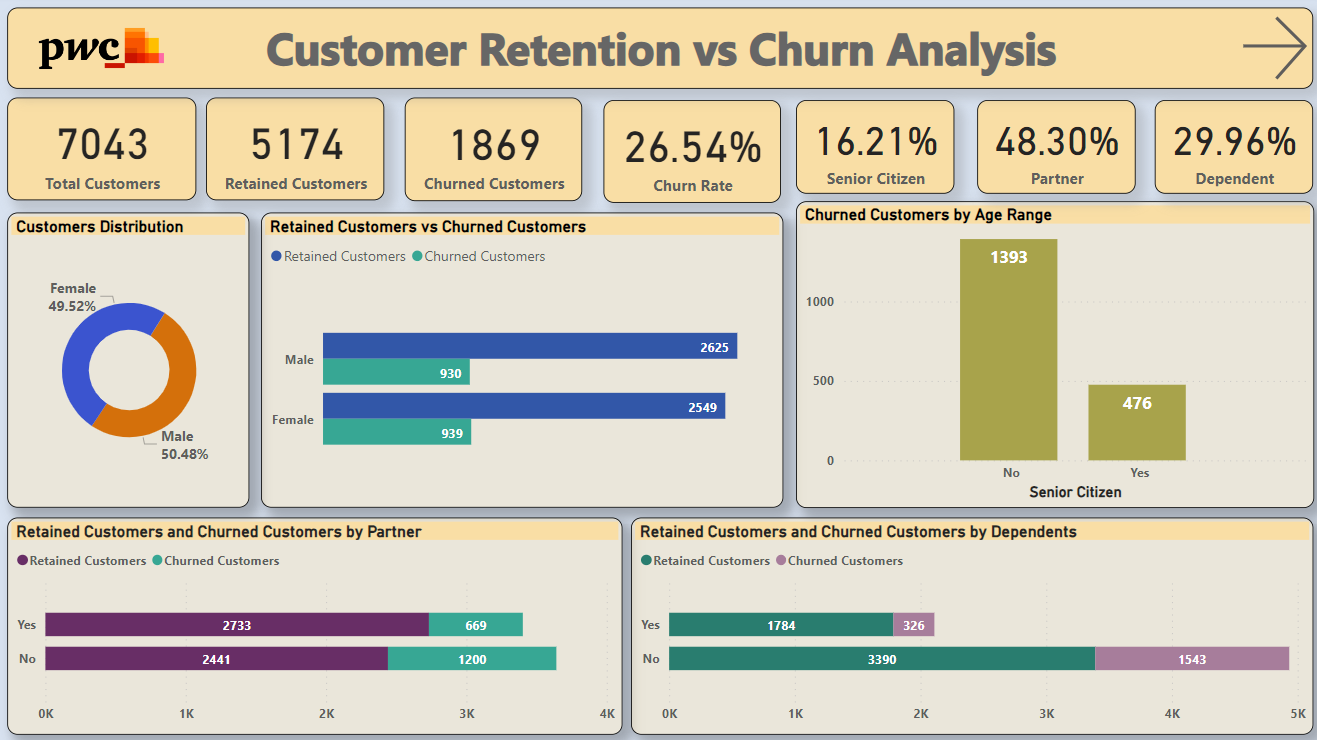 pwc
Customer Retention vs Churn Analysis
7043
Total Customers
5174
Retained Customers
1869
Churned Customers
26.54%
Churn Rate
16.21%
Senior Citizen
48.30%
Partner
29.96%
Dependent
Customers Distribution
Female
49.52%
Male
50.48%
Retained Customers vs Churned Customers
Retained Customers Churned Customers
Male
2625
930
Female
2549
939
Churned Customers by Age Range
1000
500
0
1393
476
No Yes
Senior Citizen
Retained Customers and Churned Customers by Partner
Retained Customers Churned Customers
Yes 2733 669
No 2441 1200
0K 1K 2K 3K 4K
Retained Customers and Churned Customers by Dependents
Retained Customers Churned Customers
Yes 1784 326
No 3390 1543
0K 1K 2K 3K 4K 5K